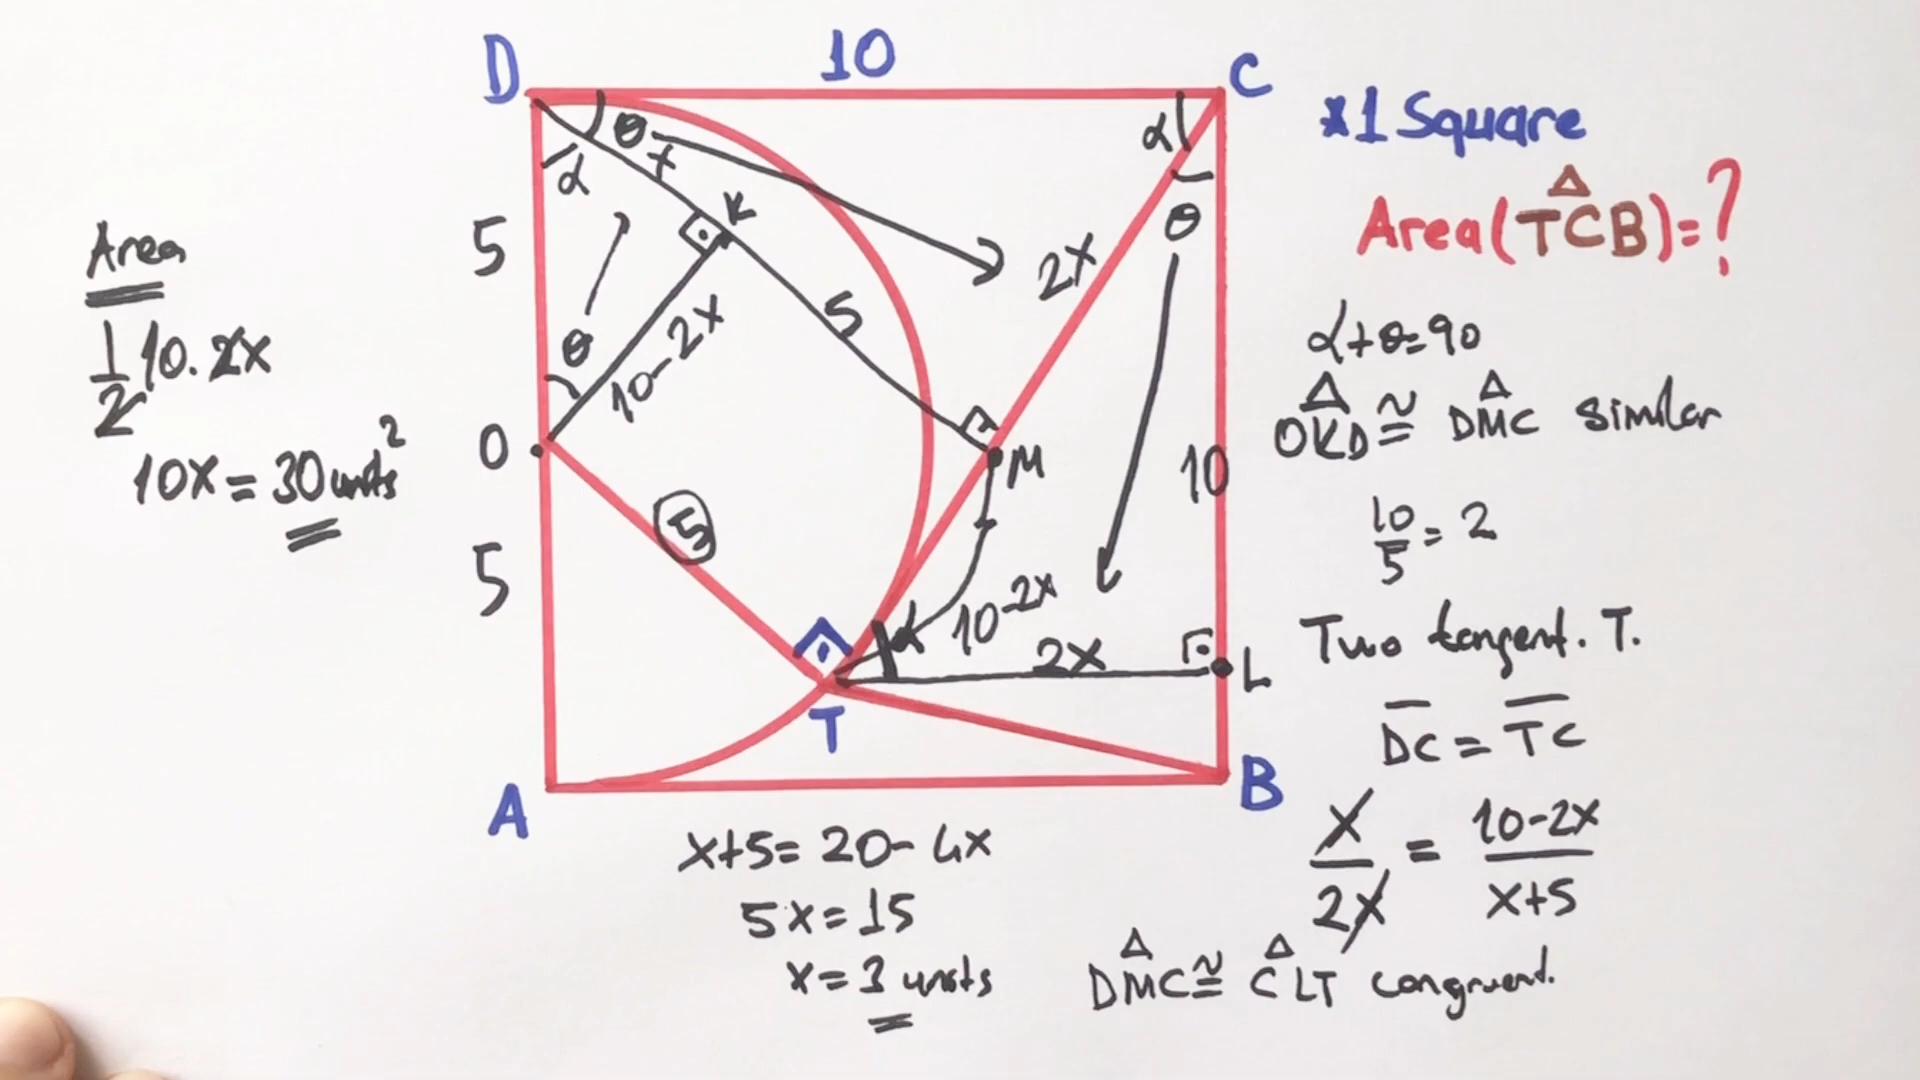 D
10
C
*1 Square
θ
x
α
α
K
θ
Area(TCB)=?
5
Area
2x
α+θ=90
1/2 10.2x
θ
10-2x
5
OKD ≅ DMC similar
O
M
10
10x = 30 units²
10/5 = 2
5
5
α
10-2x
2x
L
Two tangent. T.
T
DC = TC
A
B
x/2x = 10-2x/x+5
x+5= 20-4x
5x=15
x=3 units
DMC ≅ CLT congruent.